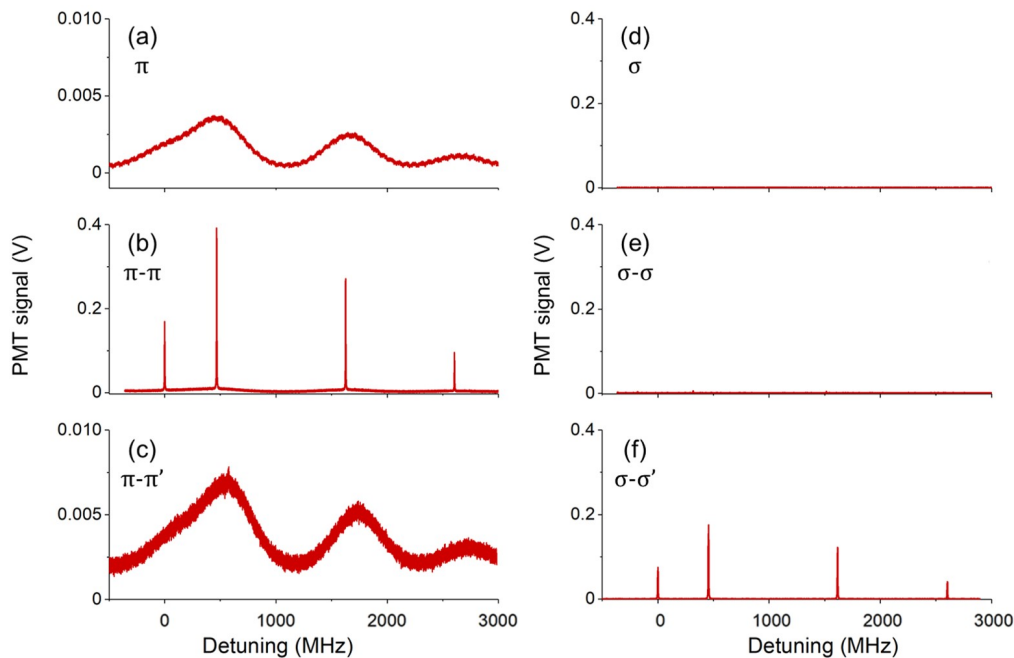 (a)
π
0.010
0.005
0
(b)
π-π
0.4
0.2
0
(c)
π-π’
0.010
0.005
0
0 1000 2000 3000
Detuning (MHz)
PMT signal (V)
(d)
σ
0.4
0.2
0
(e)
σ-σ
0.4
0.2
0
(f)
σ-σ’
0.4
0.2
0
0 1000 2000 3000
Detuning (MHz)
PMT signal (V)